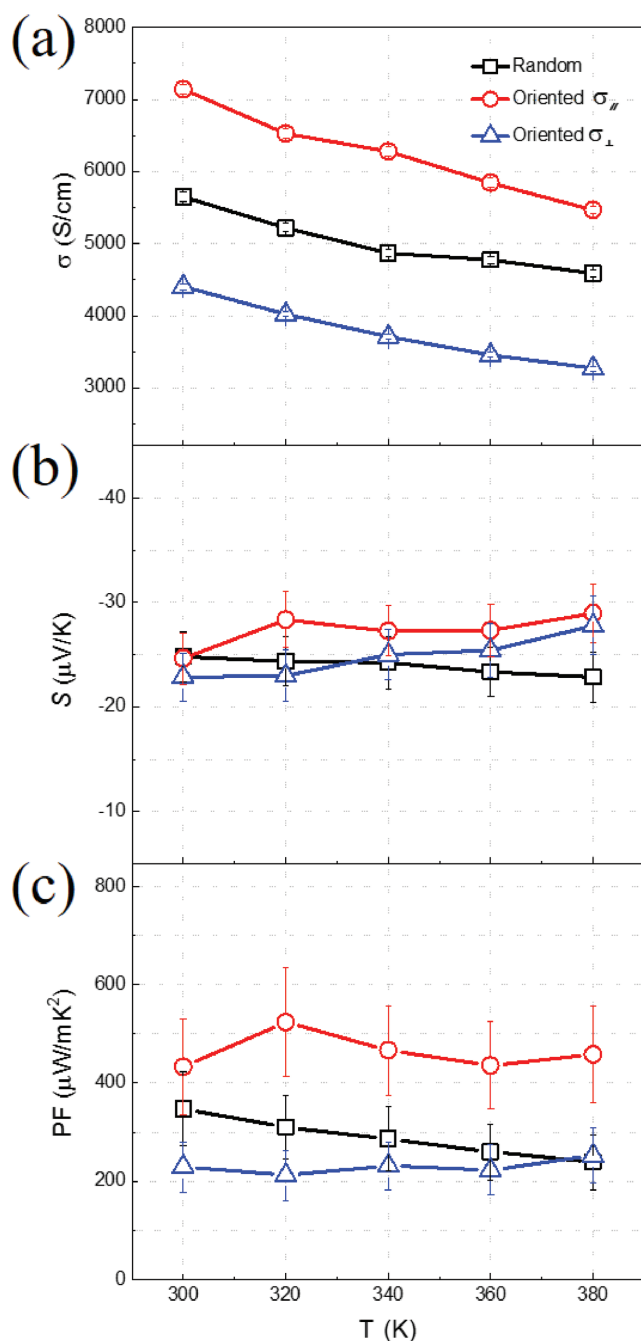 (a)
8000
7000
6000
5000
4000
3000
σ (S/cm)
Random
Oriented σ∥
Oriented σ⊥
(b)
-40
-30
-20
-10
S (μV/K)
(c)
800
600
400
200
0
PF (μW/mK²)
300 320 340 360 380
T (K)